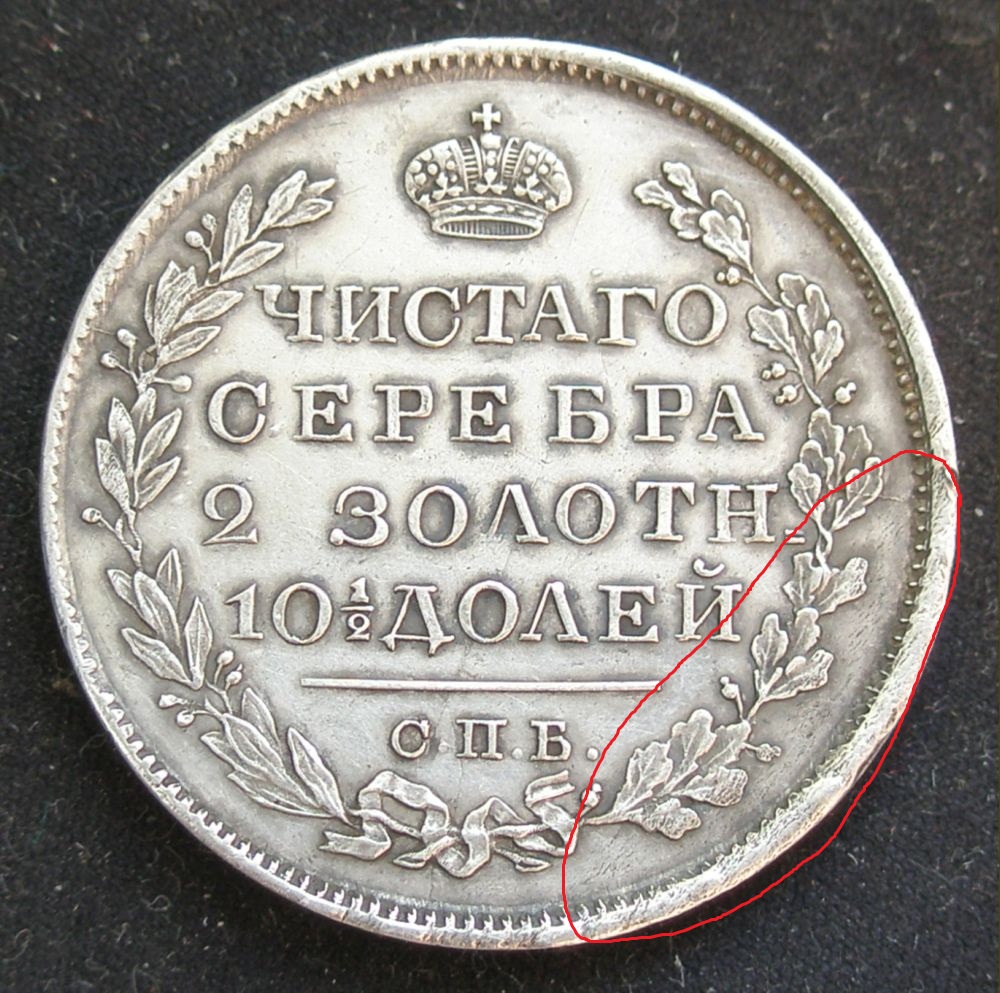 ЧИСТАГО
СЕРЕБРА
2 ЗОЛОТН.
10½ ДОЛЕЙ
С.П.Б.